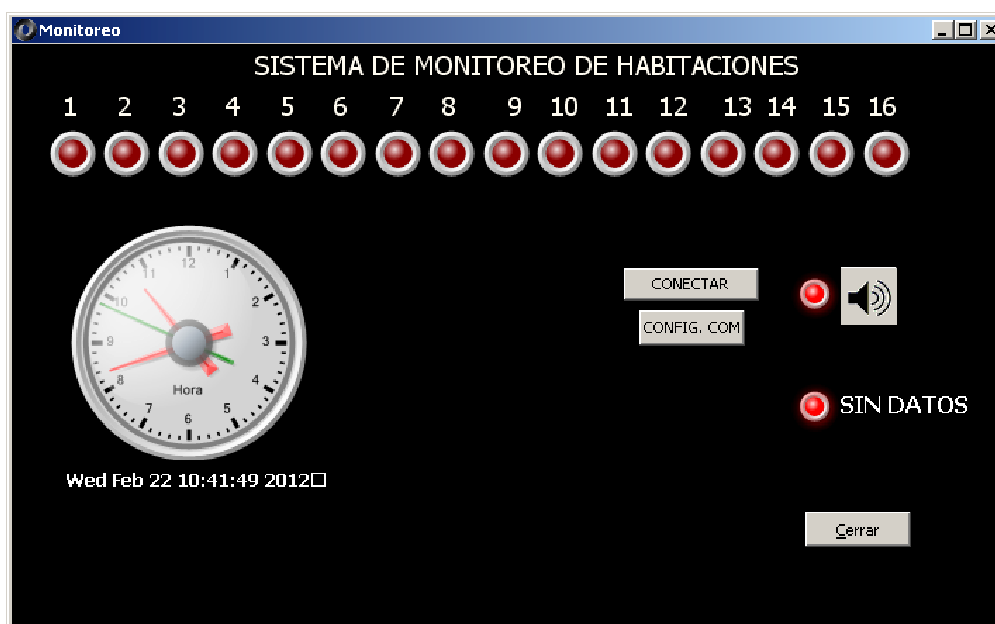 Monitoreo
SISTEMA DE MONITOREO DE HABITACIONES
1 2 3 4 5 6 7 8 9 10 11 12 13 14 15 16
12
11 1
10 2
9 3
8 4
Hora
7 5
6
CONECTAR
CONFIG. COM
SIN DATOS
Wed Feb 22 10:41:49 2012
Cerrar